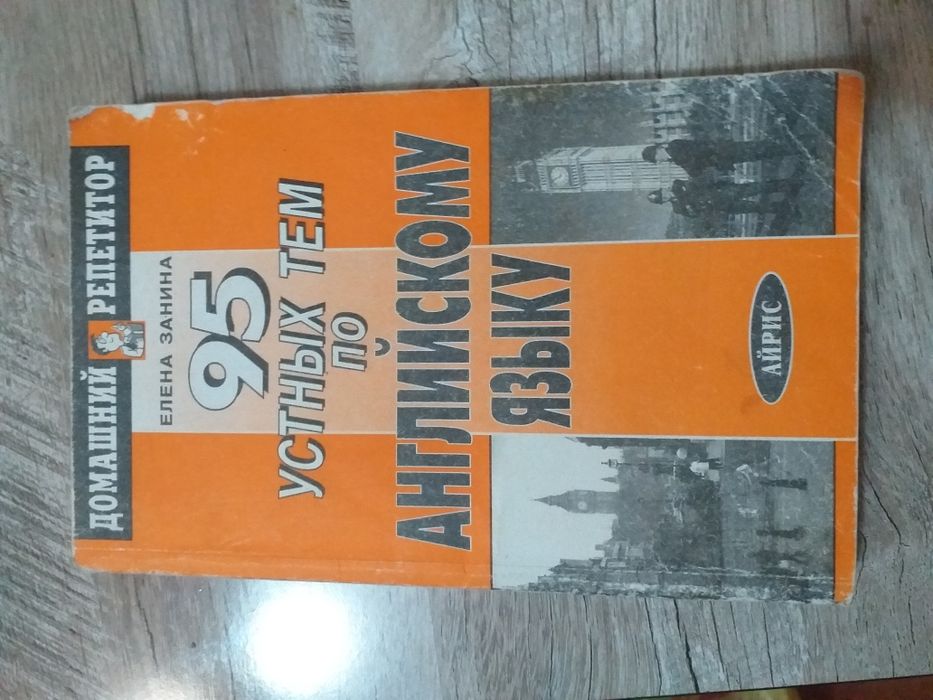 ДОМАШНИЙ РЕПЕТИТОР
ЕЛЕНА ЗАНИНА
95
УСТНЫХ ТЕМ
ПО
АНГЛИЙСКОМУ
ЯЗЫКУ
АЙРИС